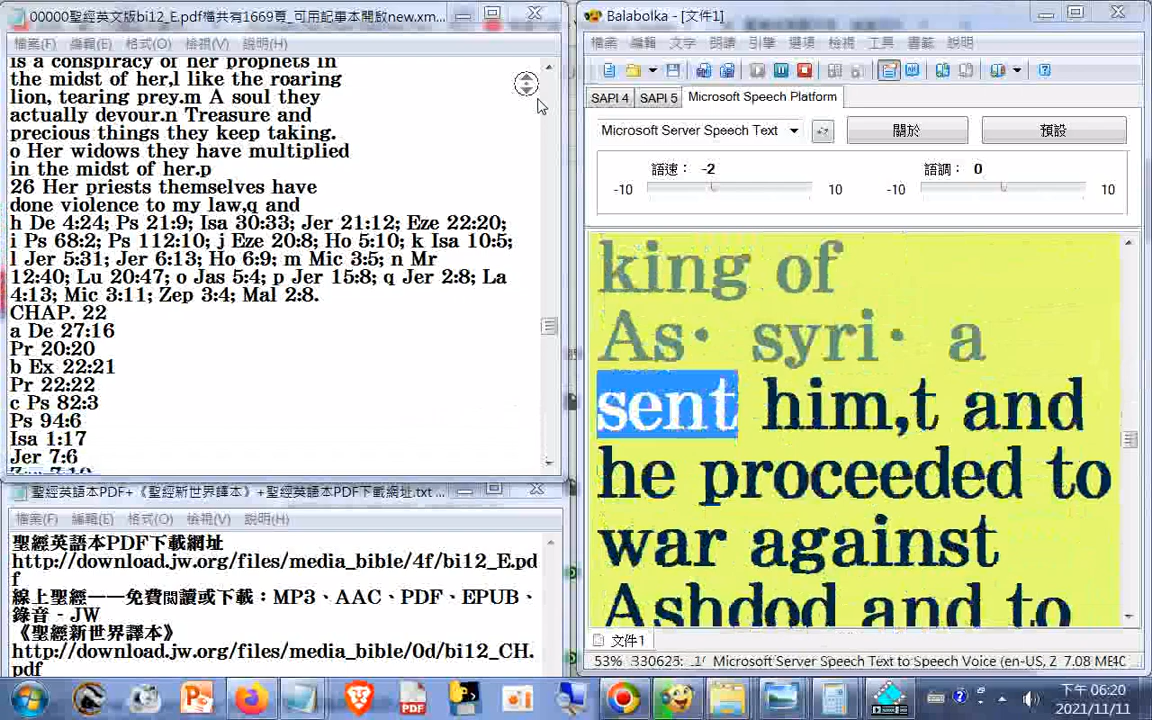 00000聖經英文版bi12_E.pdf檔共有1669頁_可用記事本開啟new.xm...
檔案(F) 編輯(E) 格式(O) 檢視(V) 說明(H)
is a conspiracy of her prophets in
the midst of her,l like the roaring
lion, tearing prey.m A soul they
actually devour.n Treasure and
precious things they keep taking.
o Her widows they have multiplied
in the midst of her.p
26 Her priests themselves have
done violence to my law,q and
h De 4:24; Ps 21:9; Isa 30:33; Jer 21:12; Eze 22:20;
i Ps 68:2; Ps 112:10; j Eze 20:8; Ho 5:10; k Isa 10:5;
l Jer 5:31; Jer 6:13; Ho 6:9; m Mic 3:5; n Mr
12:40; Lu 20:47; o Jas 5:4; p Jer 15:8; q Jer 2:8; La
4:13; Mic 3:11; Zep 3:4; Mal 2:8.
CHAP. 22
a De 27:16
Pr 20:20
b Ex 22:21
Pr 22:22
c Ps 82:3
Ps 94:6
Isa 1:17
Jer 7:6
Zec 7:10
聖經英語本PDF+《聖經新世界譯本》+聖經英語本PDF下載網址.txt ...
檔案(F) 編輯(E) 格式(O) 檢視(V) 說明(H)
聖經英語本PDF下載網址
http://download.jw.org/files/media_bible/4f/bi12_E.pd
f
線上聖經——免費閱讀或下載：MP3、AAC、PDF、EPUB、
錄音 - JW
《聖經新世界譯本》
http://download.jw.org/files/media_bible/0d/bi12_CH.
pdf
Balabolka - [文件1]
檔案 編輯 文字 朗讀 引擎 選項 檢視 工具 書籤 說明
SAPI 4 SAPI 5 Microsoft Speech Platform
Microsoft Server Speech Text 關於 預設
語速： -2 語調： 0
-10 10 -10 10
king of
As· syri· a
sent him,t and
he proceeded to
war against
Ashdod and to
文件1
53% Microsoft Server Speech Text to Speech Voice (en-US, Z 7.08 ME
下午 06:20
2021/11/11